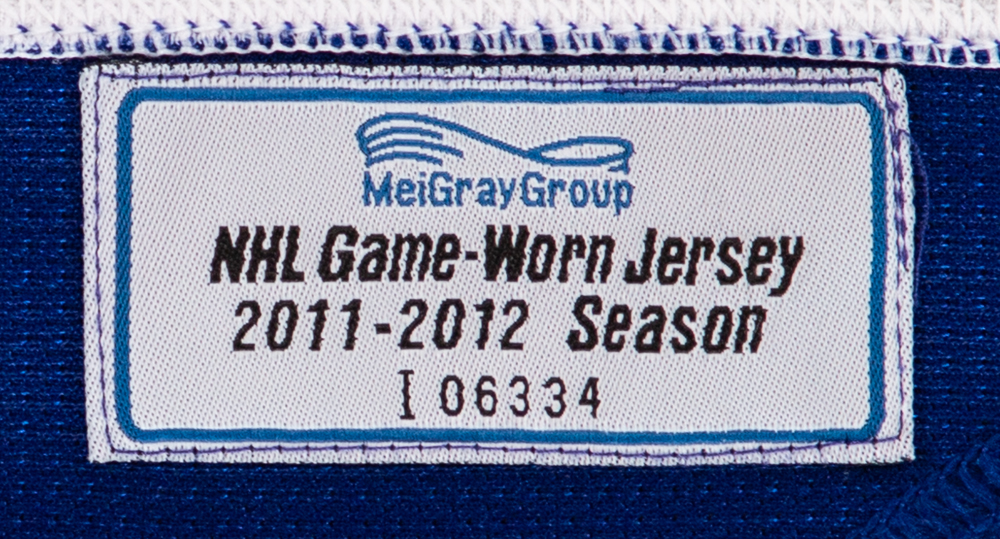 MeiGrayGroup
NHL Game-Worn Jersey
2011-2012 Season
I 06334